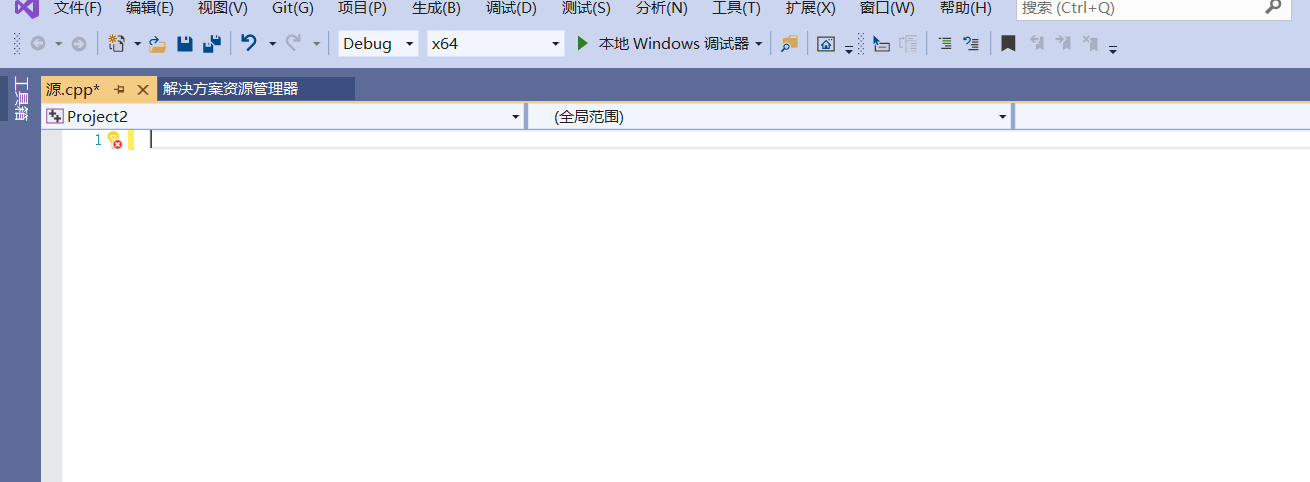 文件(F) 编辑(E) 视图(V) Git(G) 项目(P) 生成(B) 调试(D) 测试(S) 分析(N) 工具(T) 扩展(X) 窗口(W) 帮助(H) 搜索 (Ctrl+Q)
Debug x64 本地 Windows 调试器
工具箱
源.cpp* 解决方案资源管理器
Project2 (全局范围)
1